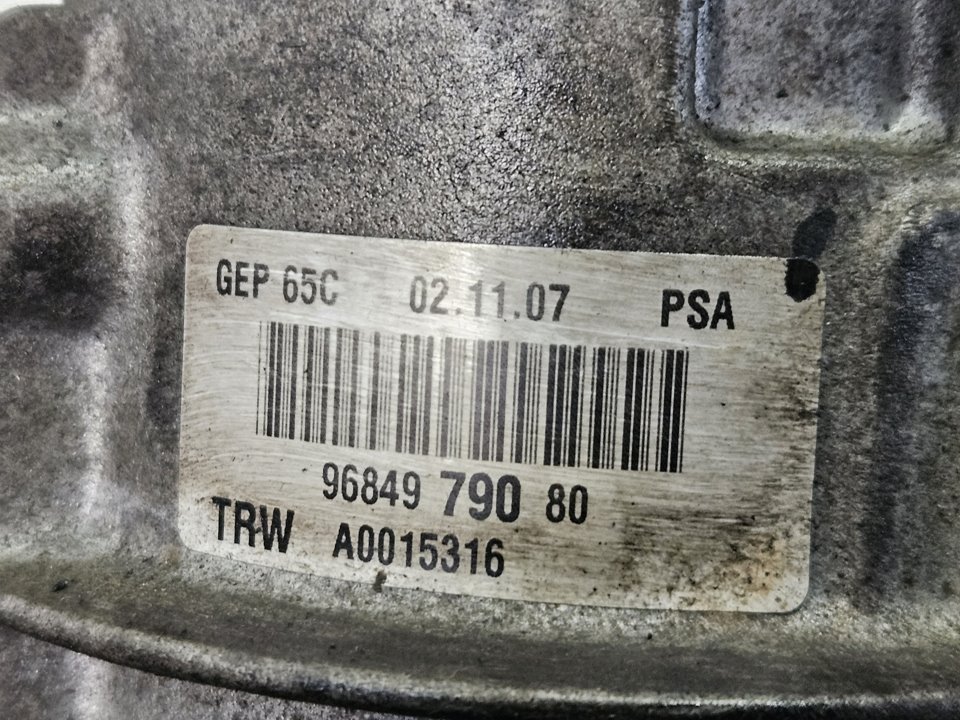 GEP 65C 02.11.07 PSA
96849 790 80
TRW A0015316